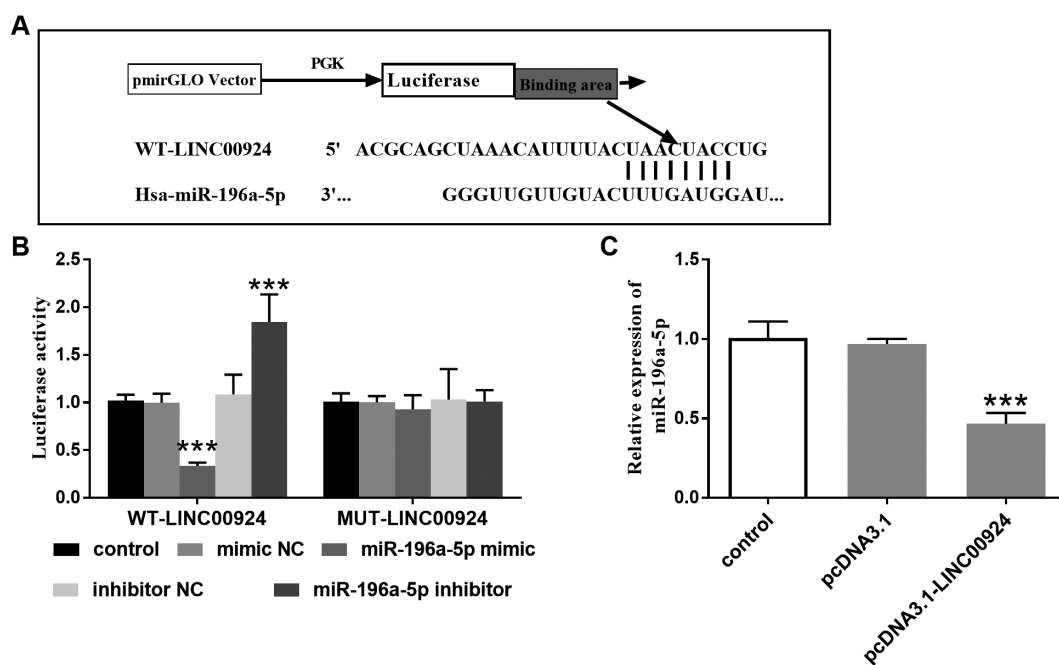 A
PGK
pmirGLO Vector
Luciferase
Binding area
WT-LINC00924 5' ACGCAGCUAAACAUUUUACUAACUACCUG
Hsa-miR-196a-5p 3'... GGGUUGUUGUACUUUGAUGGAU...
B
Luciferase activity
2.5
2.0
1.5
1.0
0.5
0.0
***
***
WT-LINC00924
MUT-LINC00924
control
mimic NC
miR-196a-5p mimic
inhibitor NC
miR-196a-5p inhibitor
C
Relative expression of
miR-196a-5p
1.5
1.0
0.5
0.0
***
control
pcDNA3.1
pcDNA3.1-LINC00924